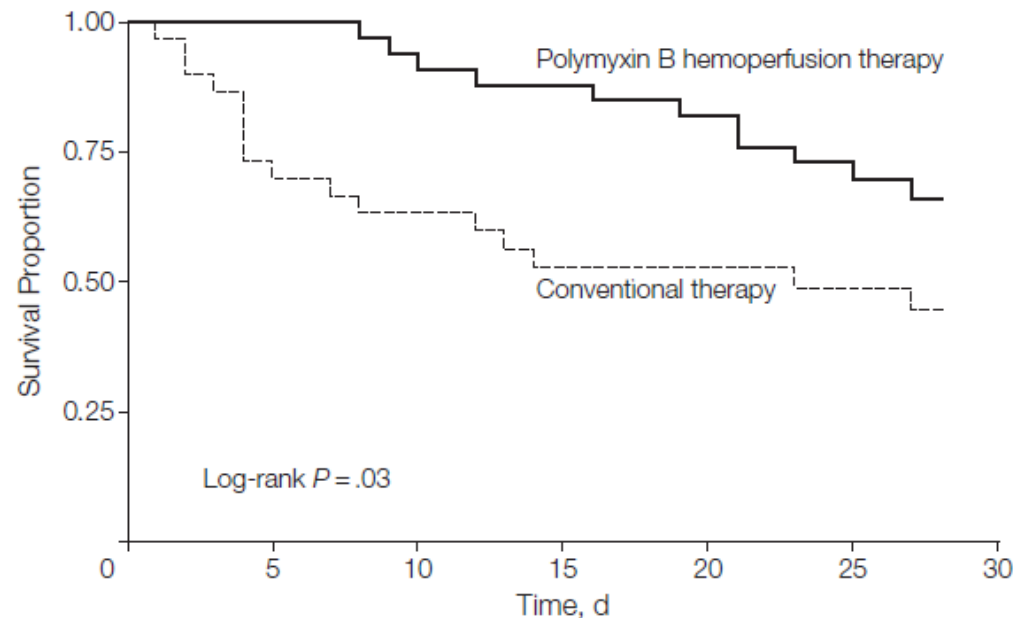 1.00
Polymyxin B hemoperfusion therapy
0.75
Survival Proportion
0.50
Conventional therapy
0.25
Log-rank P = .03
0 5 10 15 20 25 30
Time, d